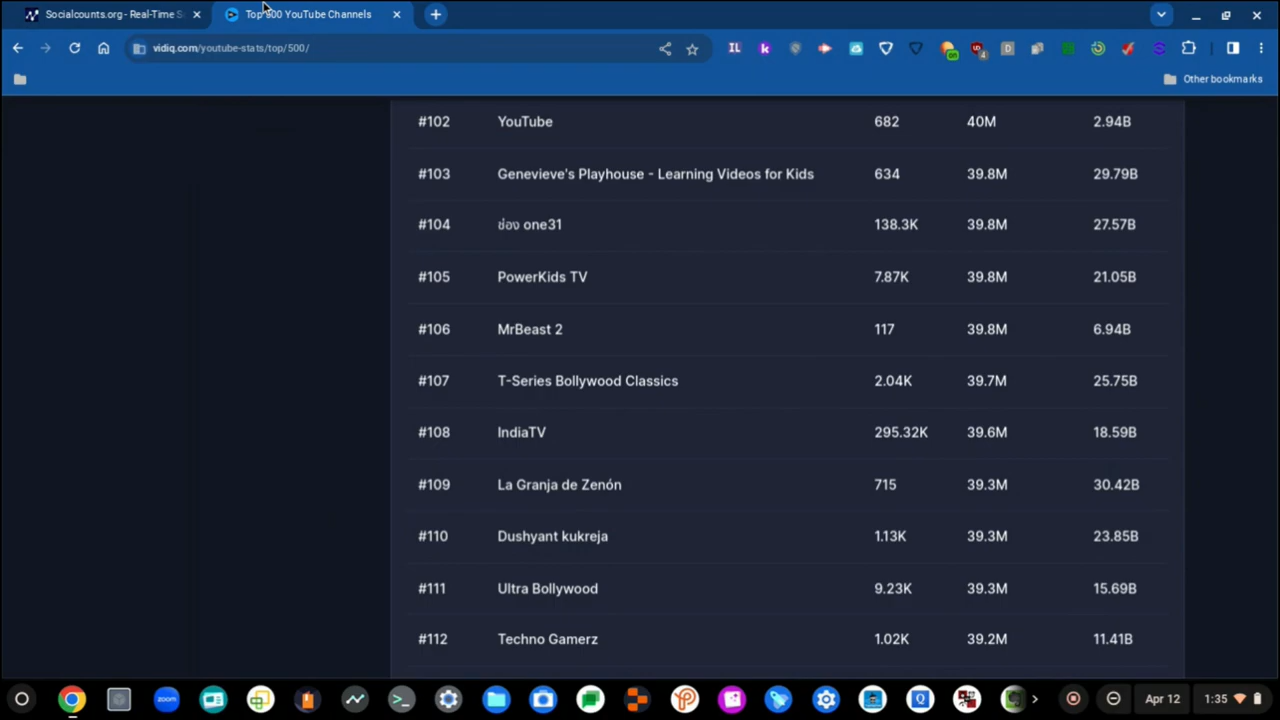 Socialcounts.org - Real-Time S
Top 500 YouTube Channels
vidiq.com/youtube-stats/top/500/
Other bookmarks
#102 YouTube 682 40M 2.94B
#103 Genevieve's Playhouse - Learning Videos for Kids 634 39.8M 29.79B
#104 ช่อง one31 138.3K 39.8M 27.57B
#105 PowerKids TV 7.87K 39.8M 21.05B
#106 MrBeast 2 117 39.8M 6.94B
#107 T-Series Bollywood Classics 2.04K 39.7M 25.75B
#108 IndiaTV 295.32K 39.6M 18.59B
#109 La Granja de Zenón 715 39.3M 30.42B
#110 Dushyant kukreja 1.13K 39.3M 23.85B
#111 Ultra Bollywood 9.23K 39.3M 15.69B
#112 Techno Gamerz 1.02K 39.2M 11.41B
zoom Apr 12 1:35